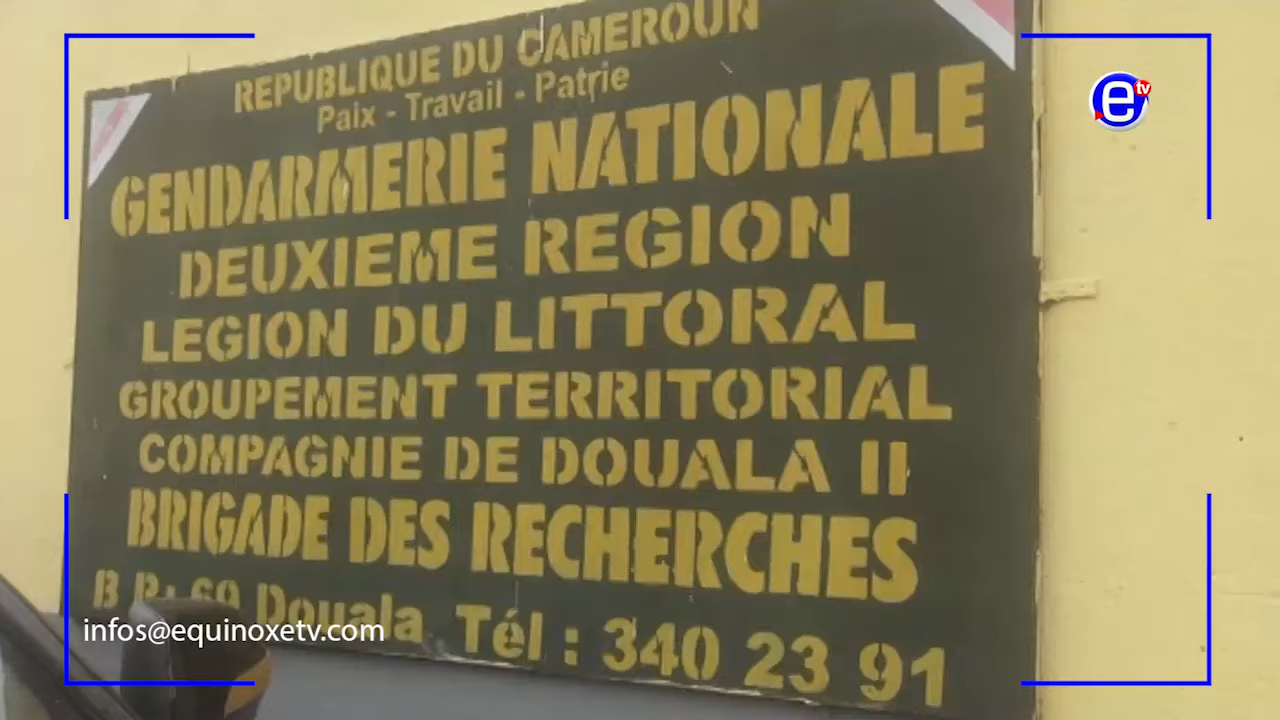 REPUBLIQUE DU CAMEROUN
Paix - Travail - Patrie
GENDARMERIE NATIONALE
DEUXIEME REGION
LEGION DU LITTORAL
GROUPEMENT TERRITORIAL
COMPAGNIE DE DOUALA II
BRIGADE DES RECHERCHES
B P: 69 Douala Tél : 340 23 91
infos@equinoxetv.com
e tv